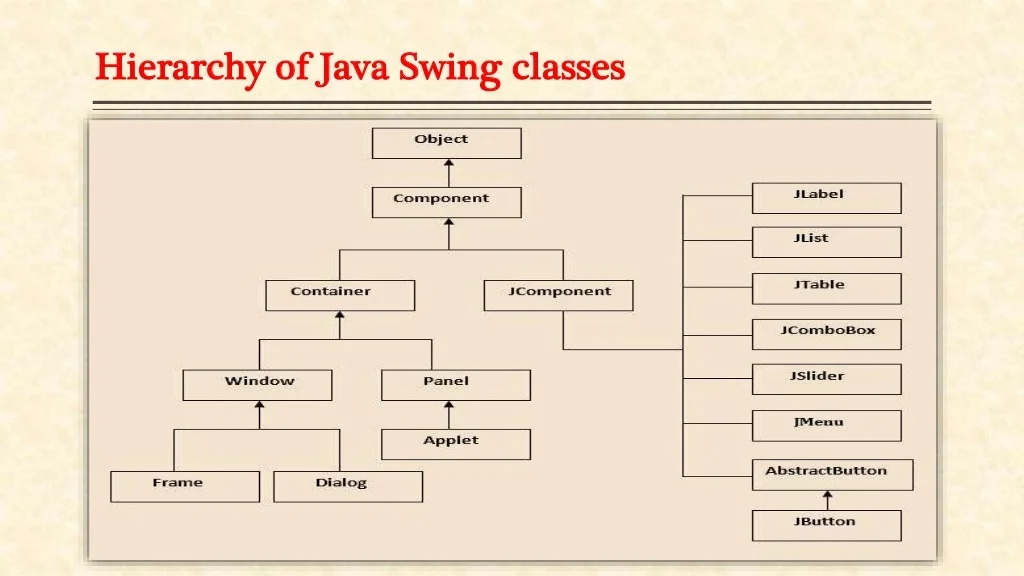 Hierarchy of Java Swing classes
Object
Component
Container
JComponent
Window
Panel
Applet
Frame
Dialog
JLabel
JList
JTable
JComboBox
JSlider
JMenu
AbstractButton
JButton